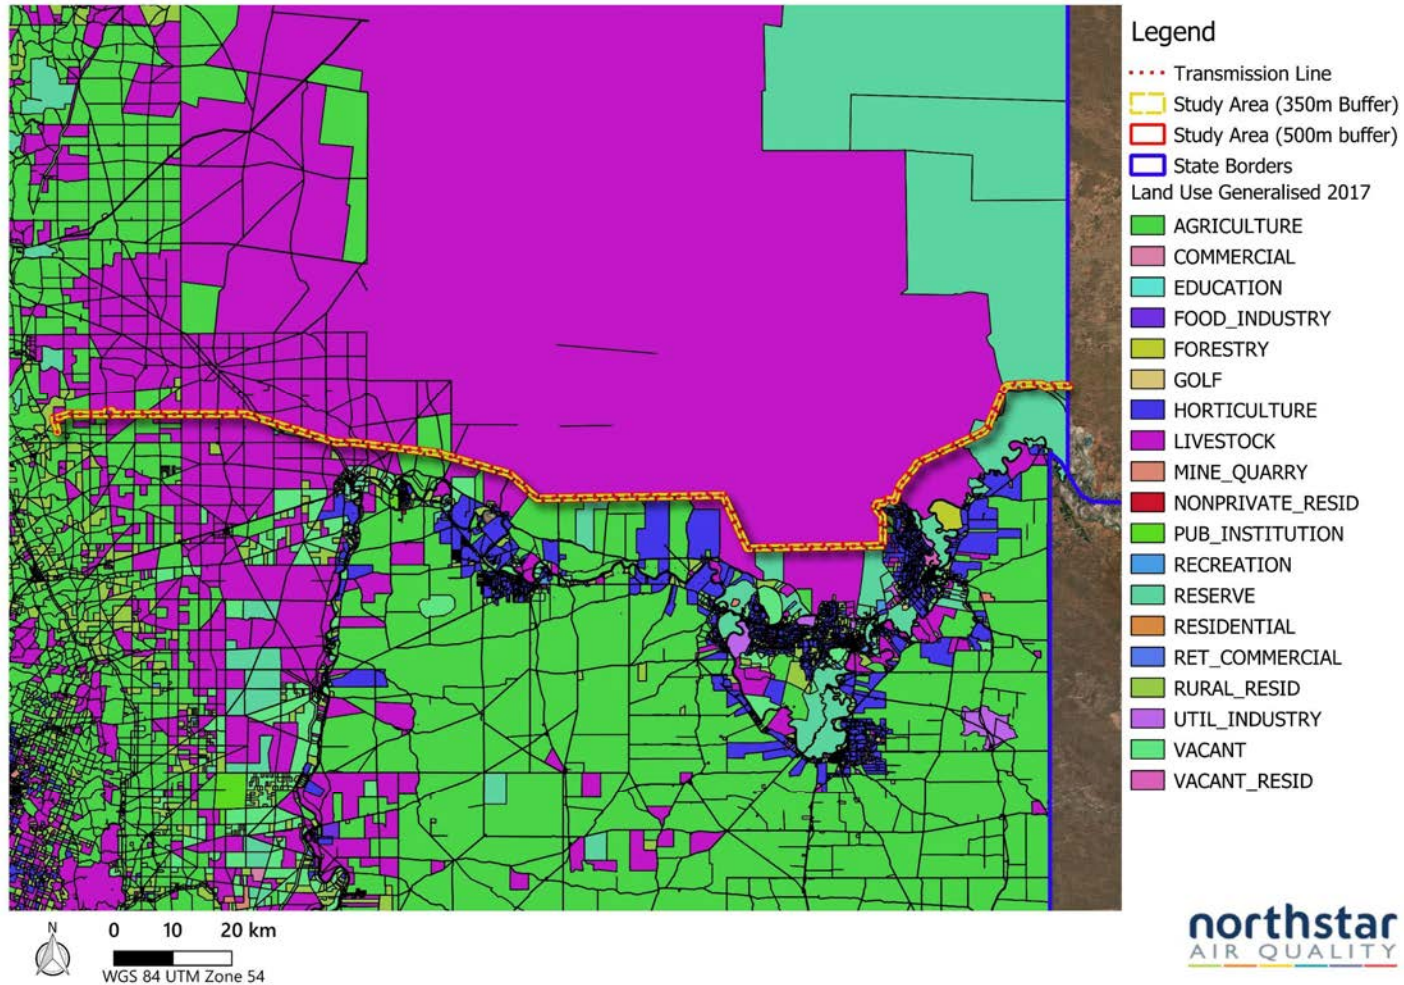 Legend
Transmission Line
Study Area (350m Buffer)
Study Area (500m buffer)
State Borders
Land Use Generalised 2017
AGRICULTURE
COMMERCIAL
EDUCATION
FOOD_INDUSTRY
FORESTRY
GOLF
HORTICULTURE
LIVESTOCK
MINE_QUARRY
NONPRIVATE_RESID
PUB_INSTITUTION
RECREATION
RESERVE
RESIDENTIAL
RET_COMMERCIAL
RURAL_RESID
UTIL_INDUSTRY
VACANT
VACANT_RESID
N
0 10 20 km
WGS 84 UTM Zone 54
northstar
AIR QUALITY